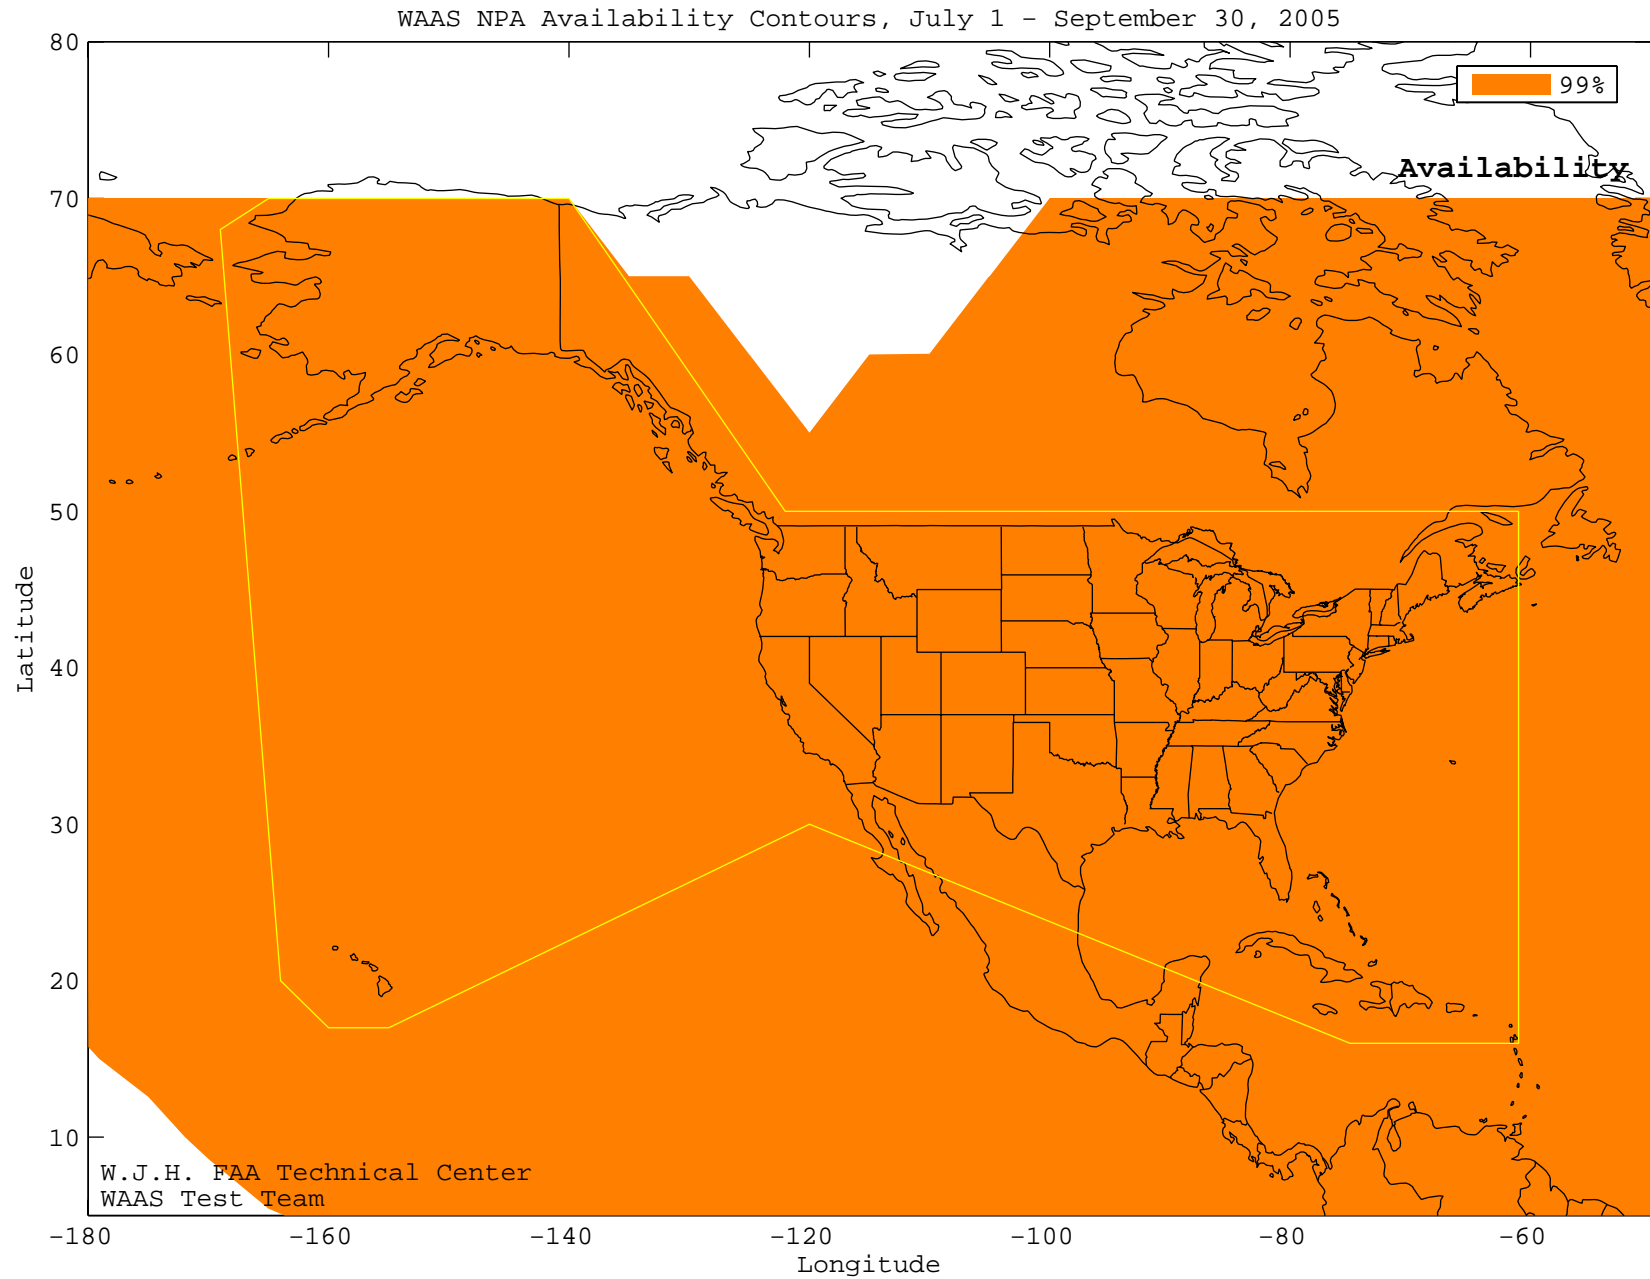 WAAS NPA Availability Contours, July 1 - September 30, 2005
80
99%
Availability
70
60
50
Latitude
40
30
20
10
W.J.H. FAA Technical Center
WAAS Test Team
-180 -160 -140 -120 -100 -80 -60
Longitude